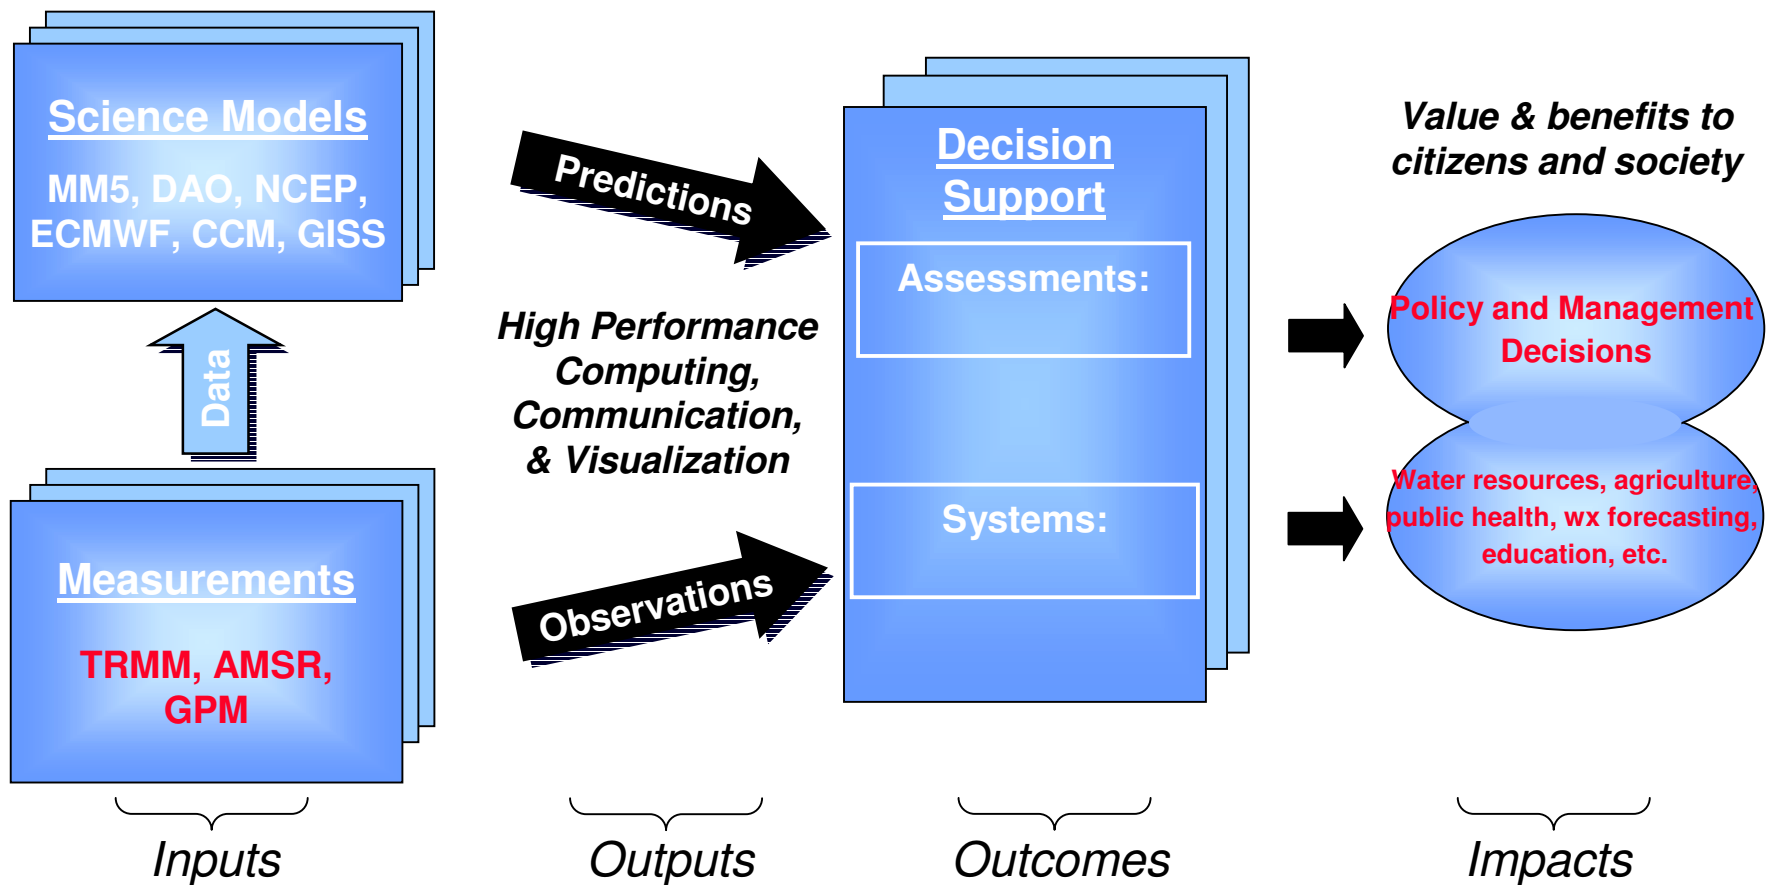 Science Models
MM5, DAO, NCEP,
ECMWF, CCM, GISS
Data
Measurements
TRMM, AMSR,
GPM
Predictions
High Performance
Computing,
Communication,
& Visualization
Observations
Decision
Support
Assessments:
Systems:
Value & benefits to
citizens and society
Policy and Management
Decisions
Water resources, agriculture,
public health, wx forecasting,
education, etc.
Inputs
Outputs
Outcomes
Impacts